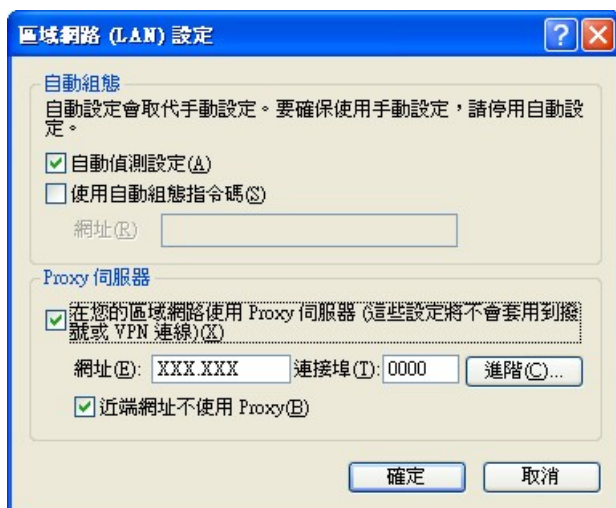 區域網路 (LAN) 設定
自動組態
自動設定會取代手動設定。要確保使用手動設定，請停用自動設
定。
自動偵測設定(A)
使用自動組態指令碼(S)
網址(R)
Proxy 伺服器
在您的區域網路使用 Proxy 伺服器 (這些設定將不會套用到撥
號或 VPN 連線)(X)
網址(E): XXX.XXX 連接埠(T): 0000 進階(C)...
近端網址不使用 Proxy(B)
確定 取消